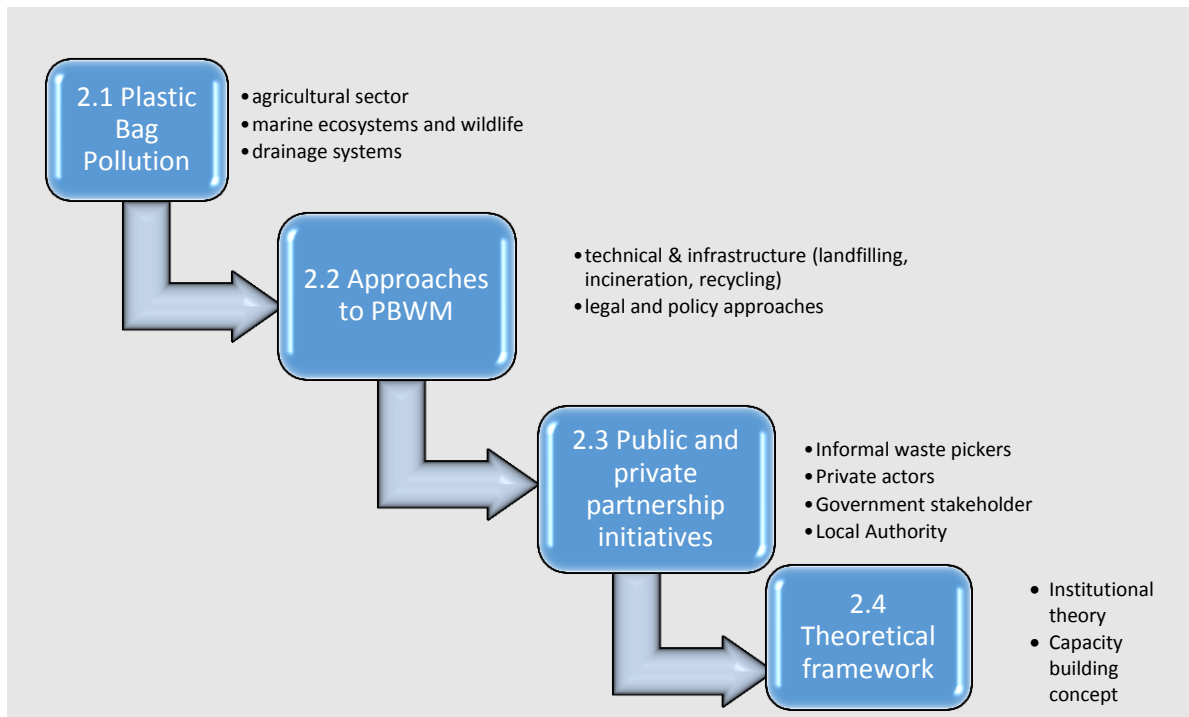 2.1 Plastic
Bag
Pollution
•agricultural sector
•marine ecosystems and wildlife
•drainage systems
2.2 Approaches
to PBWM
•technical & infrastructure (landfilling,
incineration, recycling)
•legal and policy approaches
2.3 Public and
private
partnership
initiatives
•Informal waste pickers
•Private actors
•Government stakeholder
•Local Authority
2.4
Theoretical
framework
• Institutional
theory
• Capacity
building
concept